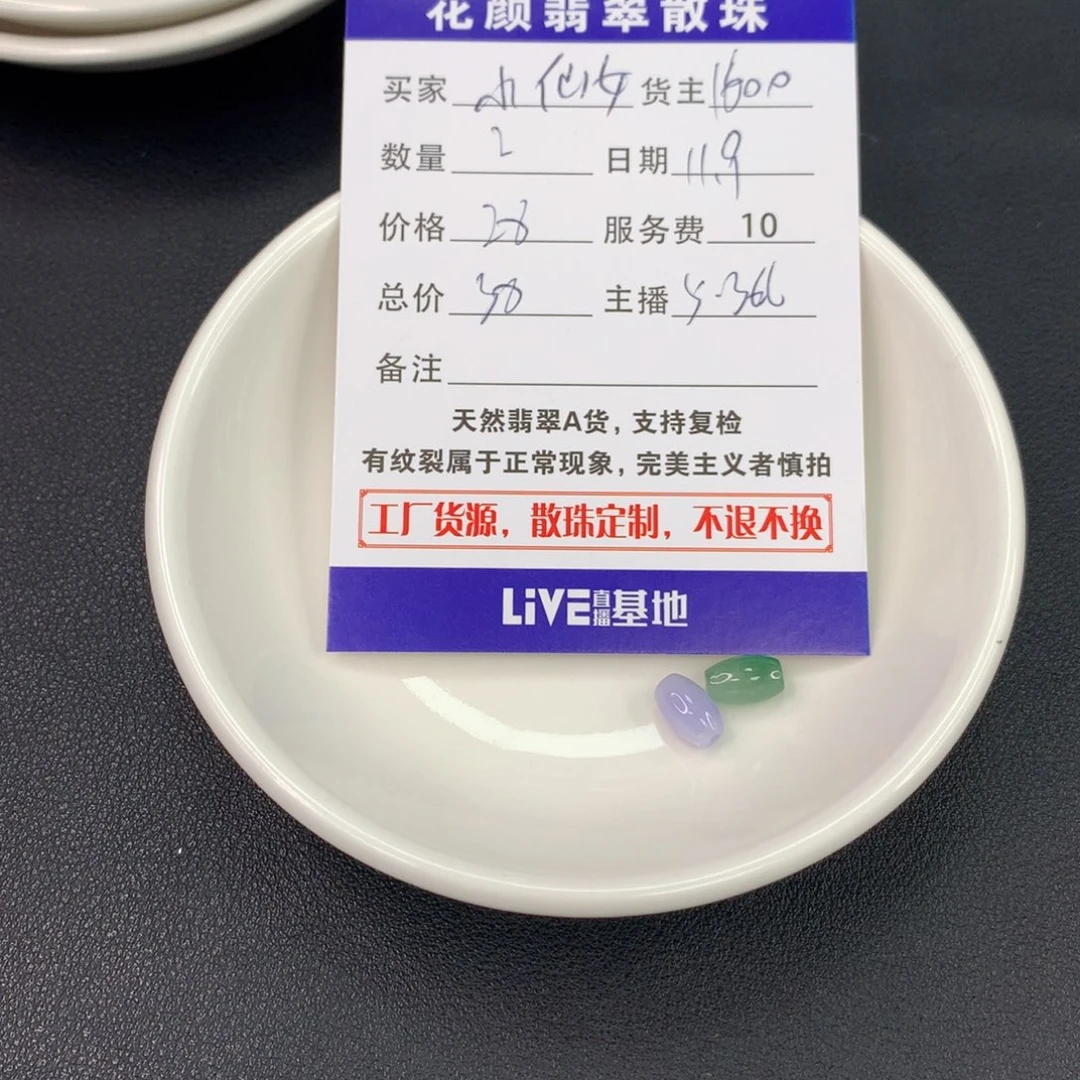 花颜翡翠散珠
买家 小仙女 货主 1600
数量 2 日期 11.9
价格 28 服务费 10
总价 38 主播
备注
天然翡翠A货，支持复检
有纹裂属于正常现象，完美主义者慎拍
工厂货源，散珠定制，不退不换
LiVE直播基地